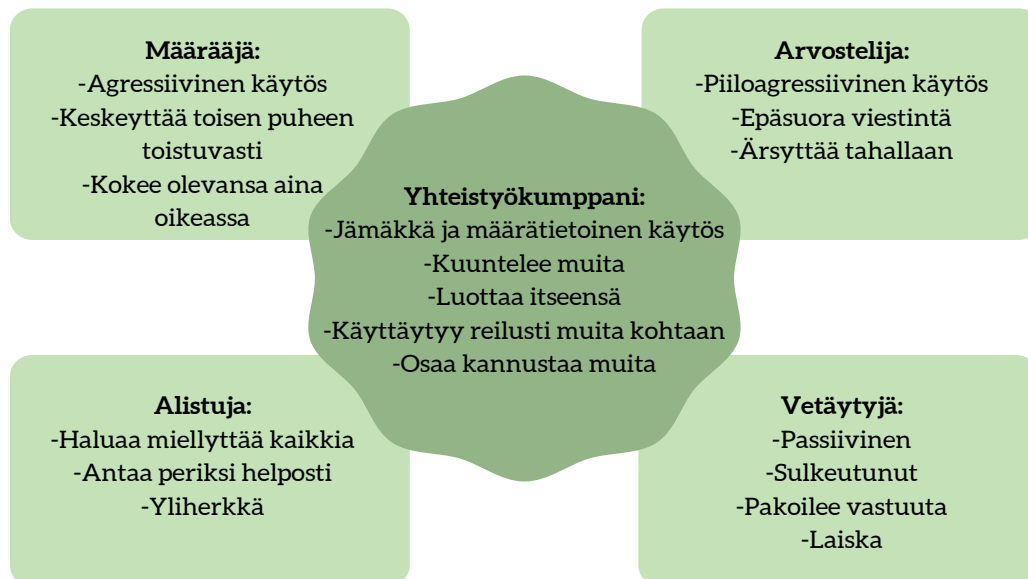 Määrääjä:
-Agressiivinen käytös
-Keskeyttää toisen puheen
toistuvasti
-Kokee olevansa aina
oikeassa
Arvostelija:
-Piiloagressiivinen käytös
-Epäsuora viestintä
-Ärsyttää tahallaan
Yhteistyökumppani:
-Jämäkkä ja määrätietoinen käytös
-Kuuntelee muita
-Luottaa itseensä
-Käyttäytyy reilusti muita kohtaan
-Osaa kannustaa muita
Alistuja:
-Haluaa miellyttää kaikkia
-Antaa periksi helposti
-Yliherkkä
Vetäytyjä:
-Passiivinen
-Sulkeutunut
-Pakoilee vastuuta
-Laiska